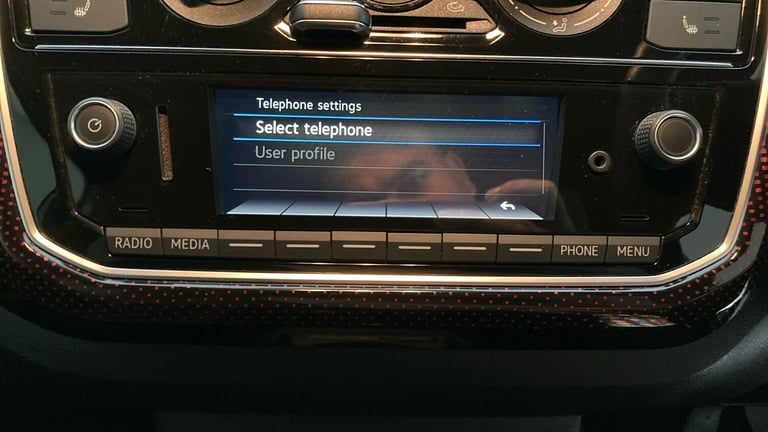 Telephone settings
Select telephone
User profile
RADIO MEDIA PHONE MENU